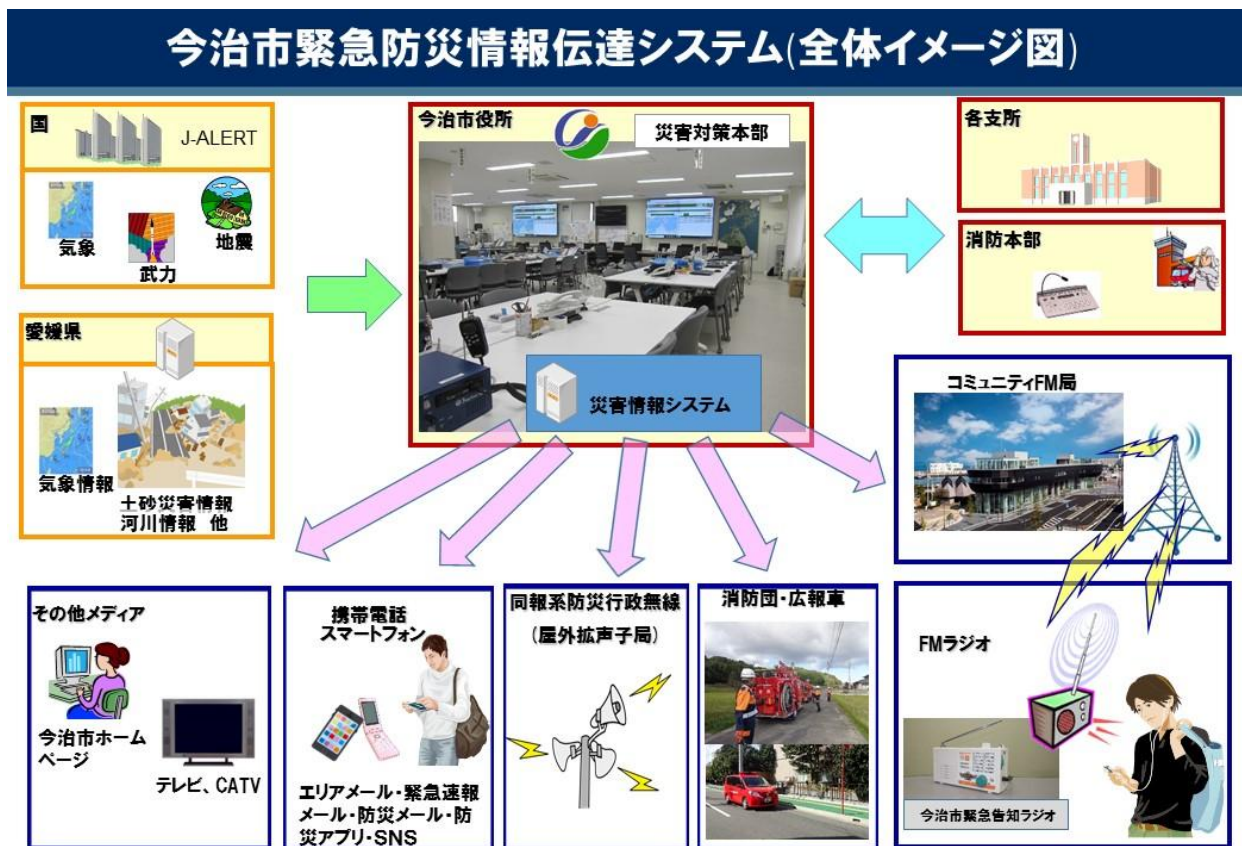 今治市緊急防災情報伝達システム(全体イメージ図)
国
J-ALERT
気象
武力
地震
愛媛県
気象情報
土砂災害情報
河川情報 他
今治市役所
災害対策本部
災害情報システム
各支所
消防本部
コミュニティFM局
その他メディア
今治市ホーム
ページ
テレビ、CATV
携帯電話
スマートフォン
エリアメール・緊急速報
メール・防災メール・防
災アプリ・SNS
同報系防災行政無線
(屋外拡声子局)
消防団・広報車
FMラジオ
今治市緊急告知ラジオ